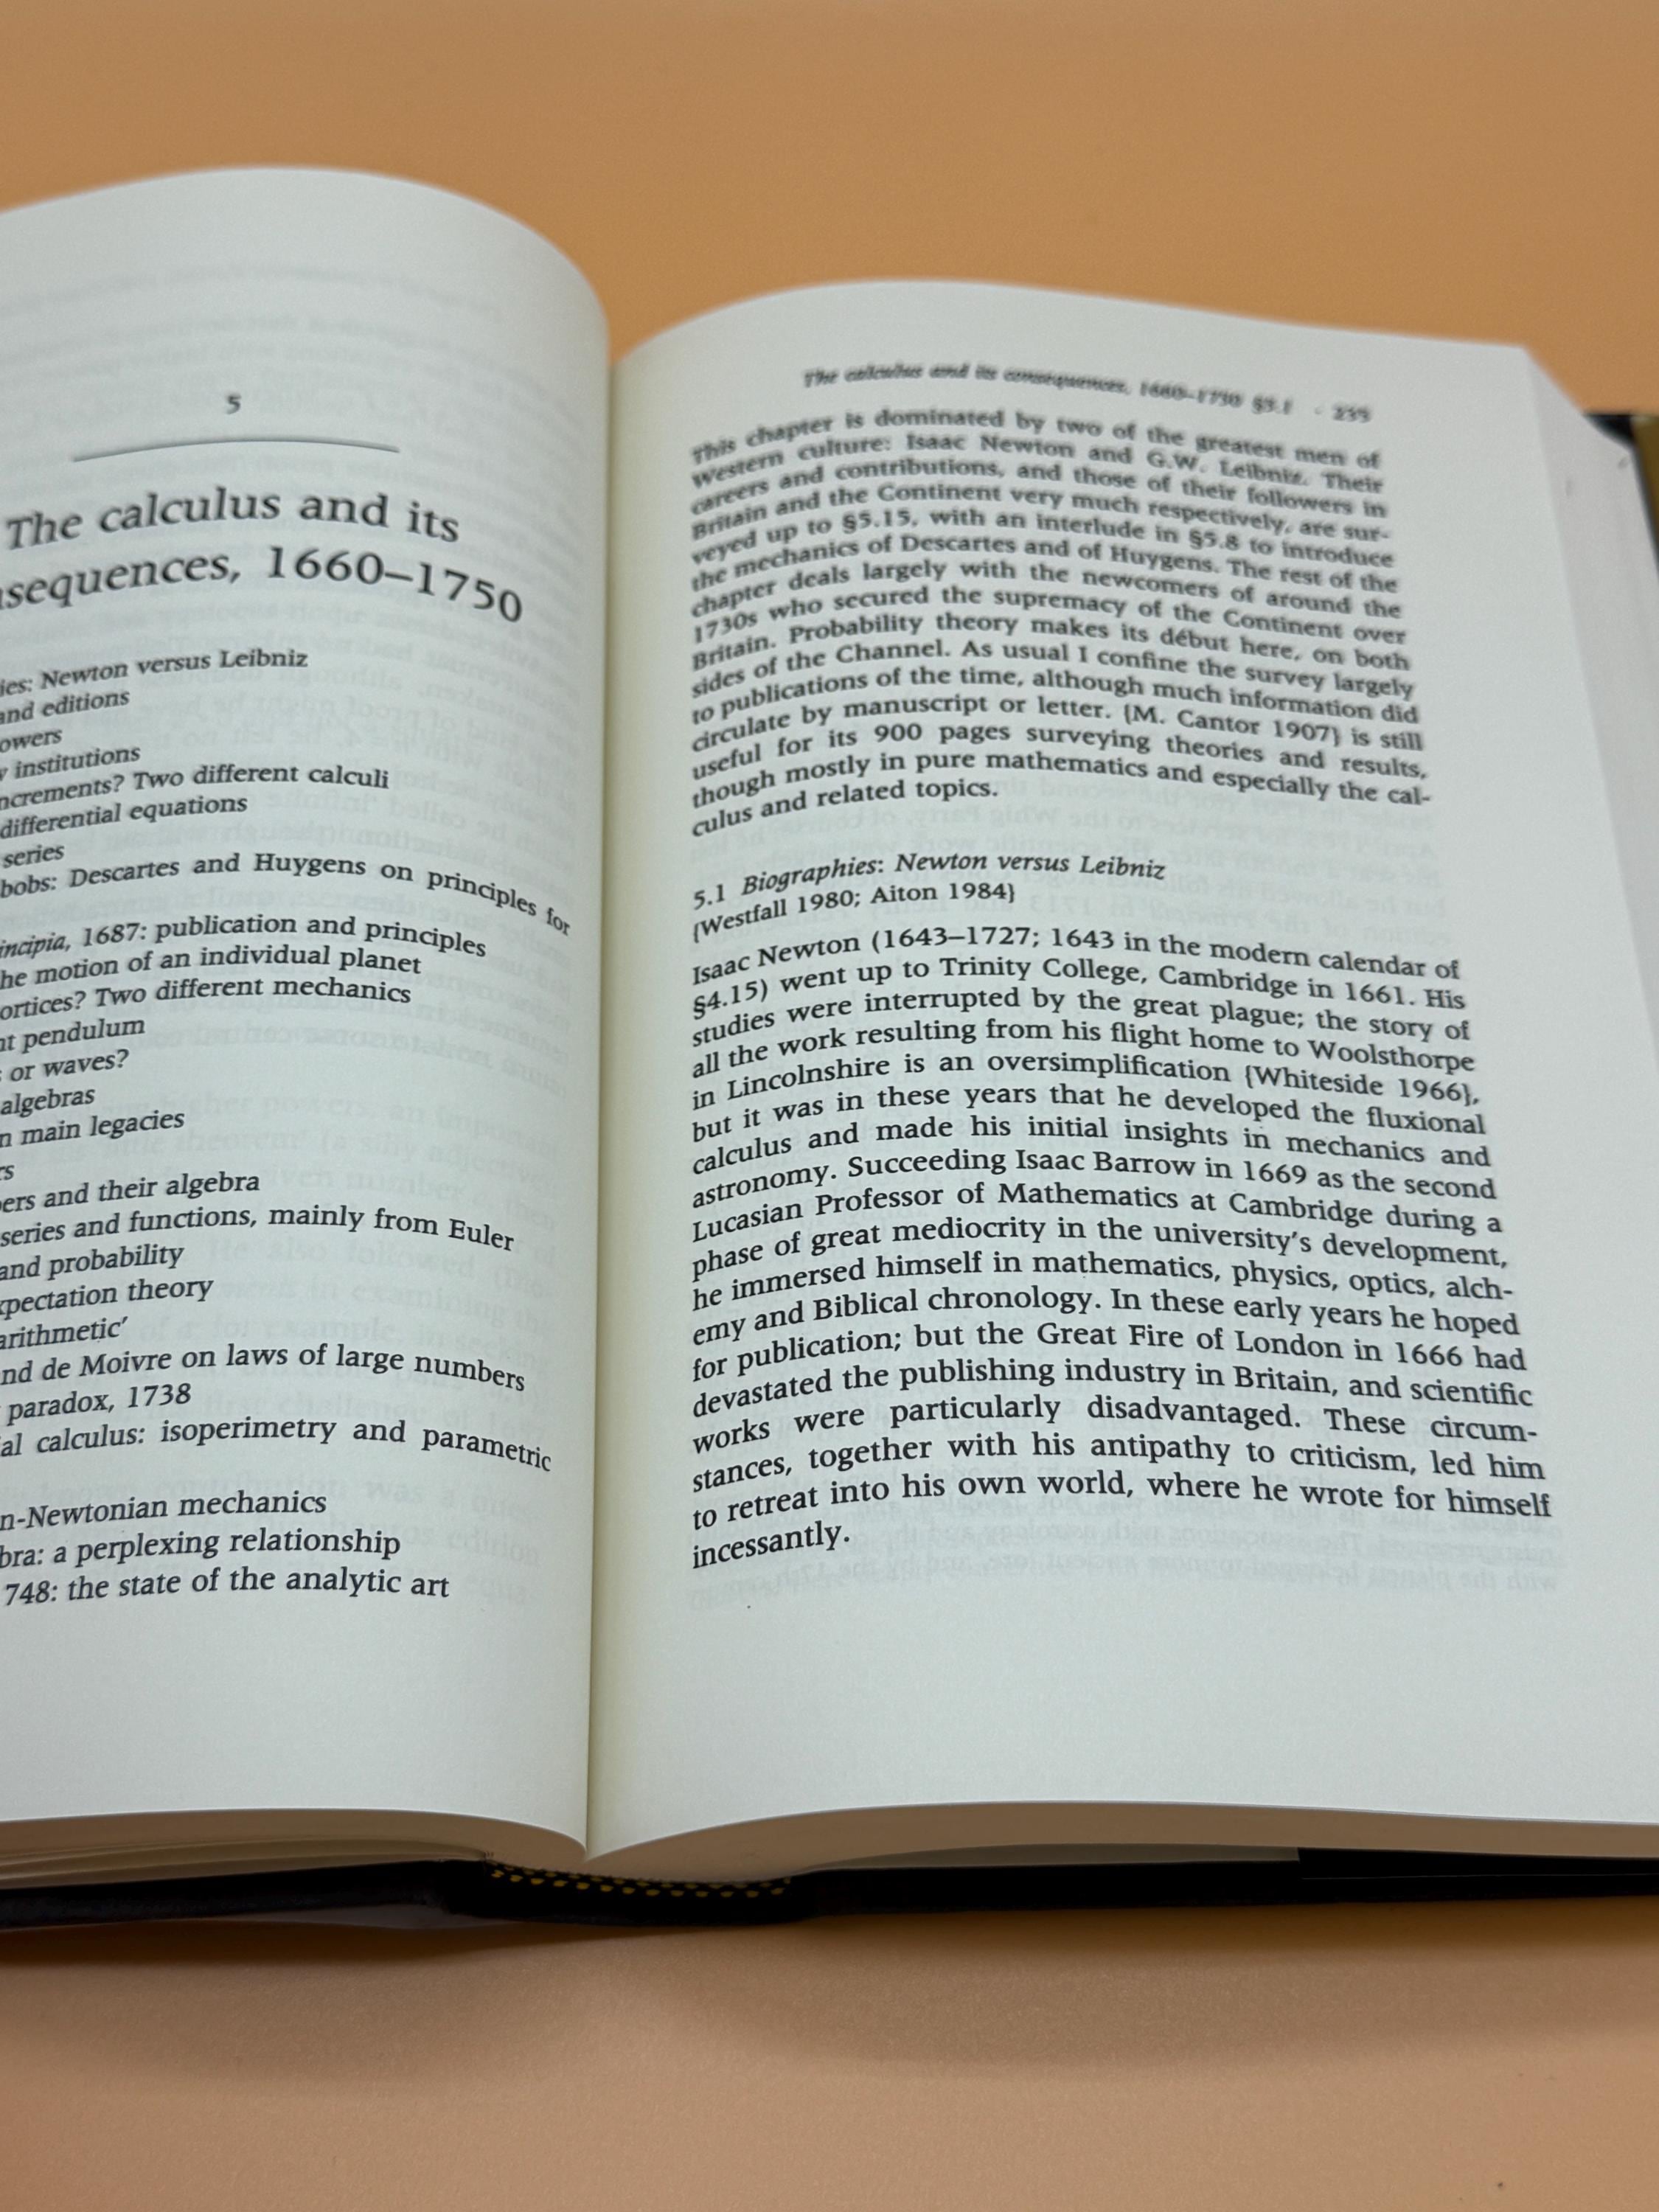 5
The calculus and its
sequences, 1660–1750
ies: Newton versus Leibniz
and editions
owers
institutions
ncrements? Two different calculi
differential equations
series
bobs: Descartes and Huygens on principles for
incipia, 1687: publication and principles
he motion of an individual planet
ortices? Two different mechanics
nt pendulum
or waves?
algebras
n main legacies
rs
bers and their algebra
series and functions, mainly from Euler
and probability
xpectation theory
arithmetic’
nd de Moivre on laws of large numbers
paradox, 1738
al calculus: isoperimetry and parametric
n-Newtonian mechanics
bra: a perplexing relationship
748: the state of the analytic art
The calculus and its consequences, 1660–1750 §5.1 · 235
This chapter is dominated by two of the greatest men of
Western culture: Isaac Newton and G.W. Leibniz. Their
careers and contributions, and those of their followers in
Britain and the Continent very much respectively, are sur-
veyed up to §5.15, with an interlude in §5.8 to introduce
the mechanics of Descartes and of Huygens. The rest of the
chapter deals largely with the newcomers of around the
1730s who secured the supremacy of the Continent over
Britain. Probability theory makes its début here, on both
sides of the Channel. As usual I confine the survey largely
to publications of the time, although much information did
circulate by manuscript or letter. {M. Cantor 1907} is still
useful for its 900 pages surveying theories and results,
though mostly in pure mathematics and especially the cal-
culus and related topics.
5.1 Biographies: Newton versus Leibniz
{Westfall 1980; Aiton 1984}
Isaac Newton (1643–1727; 1643 in the modern calendar of
§4.15) went up to Trinity College, Cambridge in 1661. His
studies were interrupted by the great plague; the story of
all the work resulting from his flight home to Woolsthorpe
in Lincolnshire is an oversimplification {Whiteside 1966},
but it was in these years that he developed the fluxional
calculus and made his initial insights in mechanics and
astronomy. Succeeding Isaac Barrow in 1669 as the second
Lucasian Professor of Mathematics at Cambridge during a
phase of great mediocrity in the university’s development,
he immersed himself in mathematics, physics, optics, alch-
emy and Biblical chronology. In these early years he hoped
for publication; but the Great Fire of London in 1666 had
devastated the publishing industry in Britain, and scientific
works were particularly disadvantaged. These circum-
stances, together with his antipathy to criticism, led him
to retreat into his own world, where he wrote for himself
incessantly.